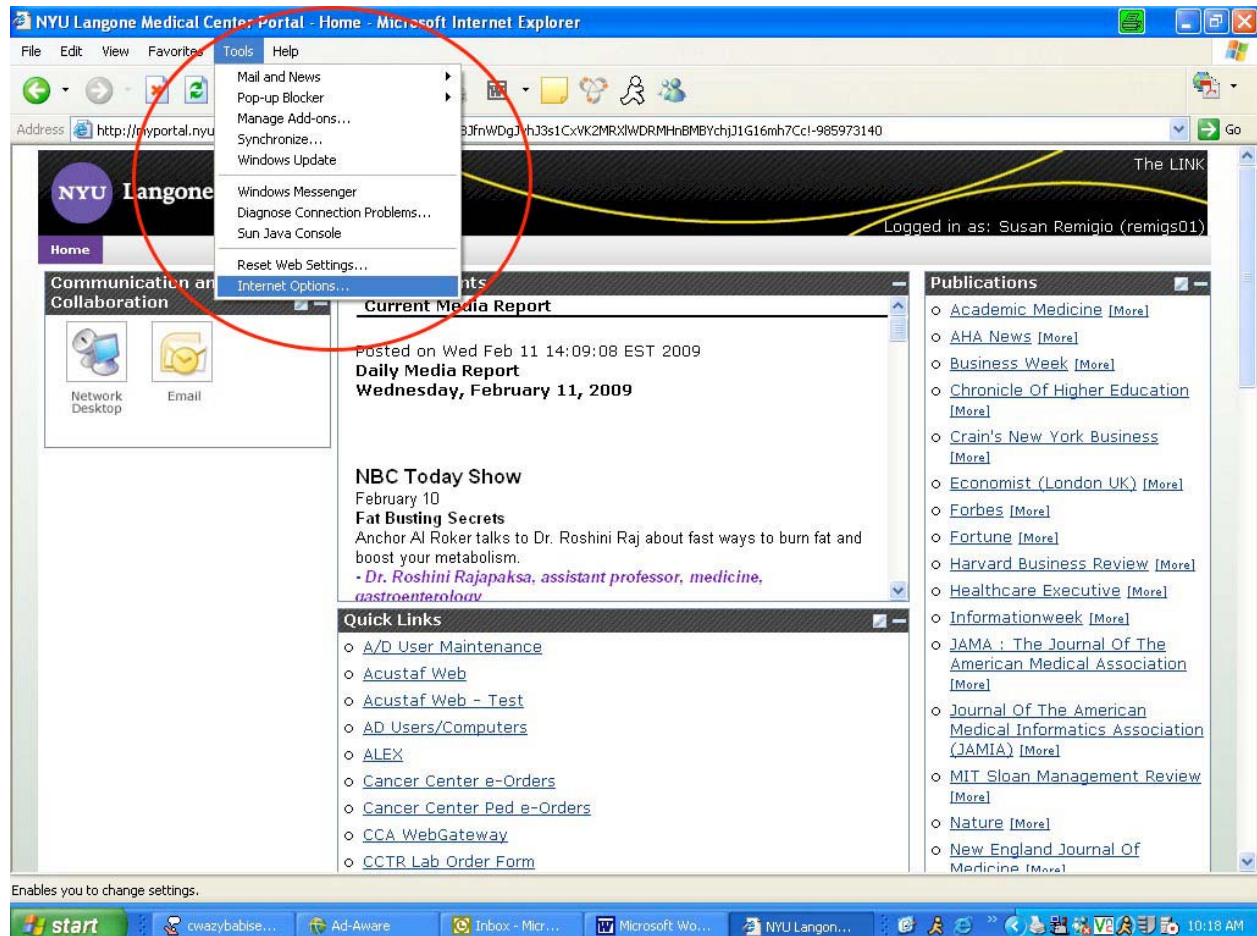 NYU Langone Medical Center Portal - Home - Microsoft Internet Explorer
File Edit View Favorites Tools Help
Mail and News
Pop-up Blocker
Manage Add-ons...
Synchronize...
Windows Update
Windows Messenger
Diagnose Connection Problems...
Sun Java Console
Reset Web Settings...
Internet Options...
Address http://myportal.nyu
Go
The LINK
NYU Langone
Logged in as: Susan Remigio (remigs01)
Home
Communication an
Collaboration
Network
Desktop
Email
nts
Current Media Report
Posted on Wed Feb 11 14:09:08 EST 2009
Daily Media Report
Wednesday, February 11, 2009
NBC Today Show
February 10
Fat Busting Secrets
Anchor Al Roker talks to Dr. Roshini Raj about fast ways to burn fat and
boost your metabolism.
- Dr. Roshini Rajapaksa, assistant professor, medicine,
gastroenterology
Quick Links
A/D User Maintenance
Acustaf Web
Acustaf Web - Test
AD Users/Computers
ALEX
Cancer Center e-Orders
Cancer Center Ped e-Orders
CCA WebGateway
CCTR Lab Order Form
Publications
Academic Medicine [More]
AHA News [More]
Business Week [More]
Chronicle Of Higher Education
[More]
Crain's New York Business
[More]
Economist (London UK) [More]
Forbes [More]
Fortune [More]
Harvard Business Review [More]
Healthcare Executive [More]
Informationweek [More]
JAMA : The Journal Of The
American Medical Association
[More]
Journal Of The American
Medical Informatics Association
(JAMIA) [More]
MIT Sloan Management Review
[More]
Nature [More]
New England Journal Of
Medicine [More]
Enables you to change settings.
start cwazybabise... Ad-Aware Inbox - Micr... Microsoft Wo... NYU Langon... 10:18 AM